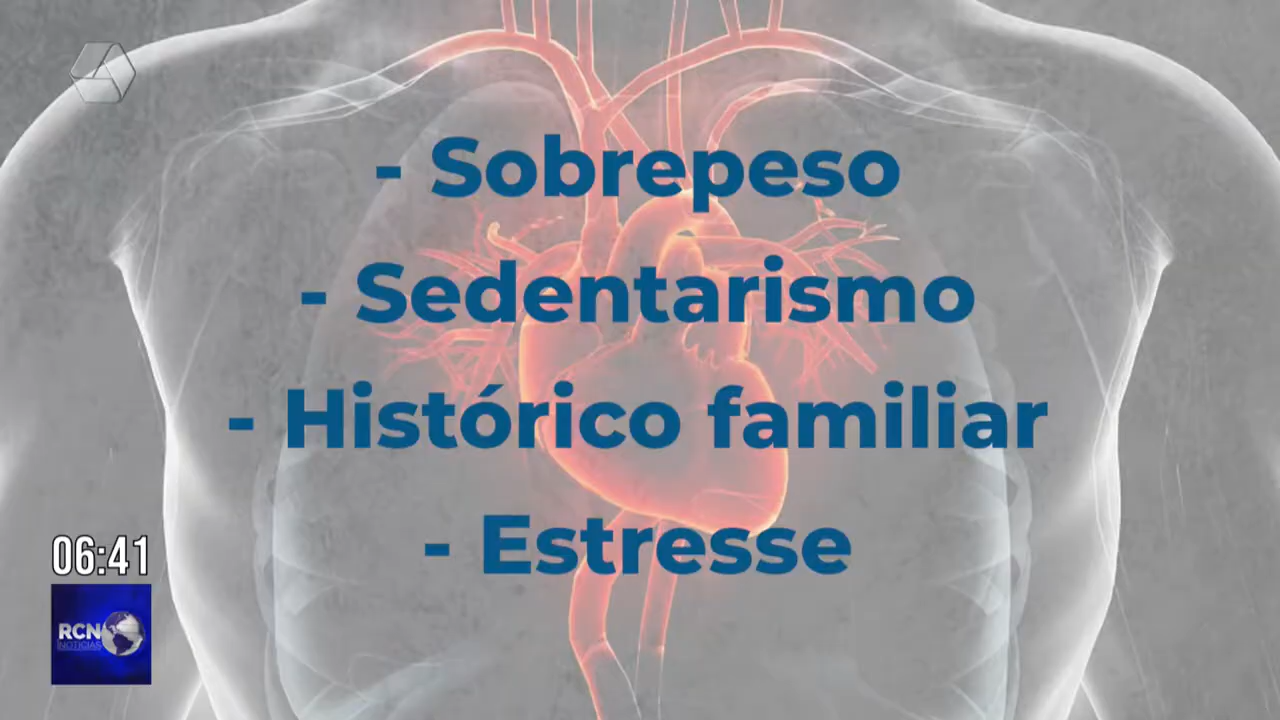 - Sobrepeso
- Sedentarismo
- Histórico familiar
- Estresse
06:41
RCN
NOTÍCIAS